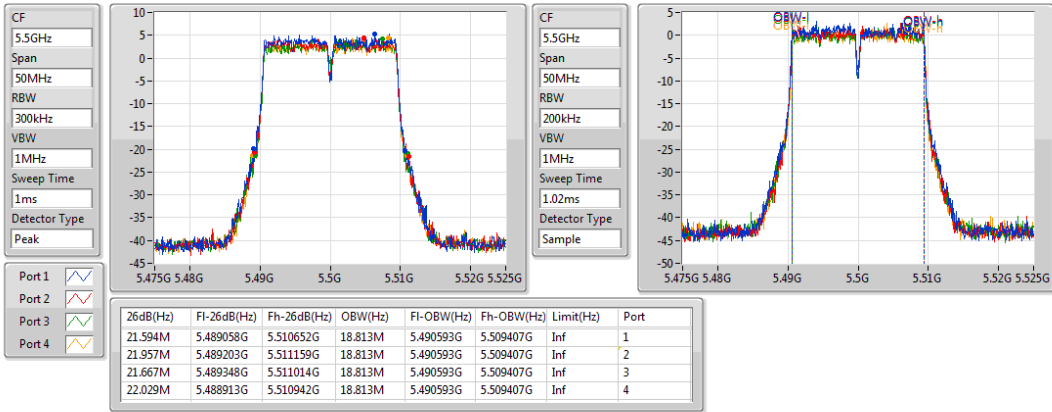 CF
5.5GHz
Span
50MHz
RBW
300kHz
VBW
1MHz
Sweep Time
1ms
Detector Type
Peak
10
5
0
-5
-10
-15
-20
-25
-30
-35
-40
-45
5.475G 5.48G 5.49G 5.5G 5.51G 5.52G 5.525G
CF
5.5GHz
Span
50MHz
RBW
200kHz
VBW
1MHz
Sweep Time
1.02ms
Detector Type
Sample
OBW-l OBW-h
5
0
-5
-10
-15
-20
-25
-30
-35
-40
-45
-50
5.475G 5.48G 5.49G 5.5G 5.51G 5.52G 5.525G
Port 1
Port 2
Port 3
Port 4
26dB(Hz) Fl-26dB(Hz) Fh-26dB(Hz) OBW(Hz) Fl-OBW(Hz) Fh-OBW(Hz) Limit(Hz) Port
21.594M 5.489058G 5.510652G 18.813M 5.490593G 5.509407G Inf 1
21.957M 5.489203G 5.511159G 18.813M 5.490593G 5.509407G Inf 2
21.667M 5.489348G 5.511014G 18.813M 5.490593G 5.509407G Inf 3
22.029M 5.488913G 5.510942G 18.813M 5.490593G 5.509407G Inf 4